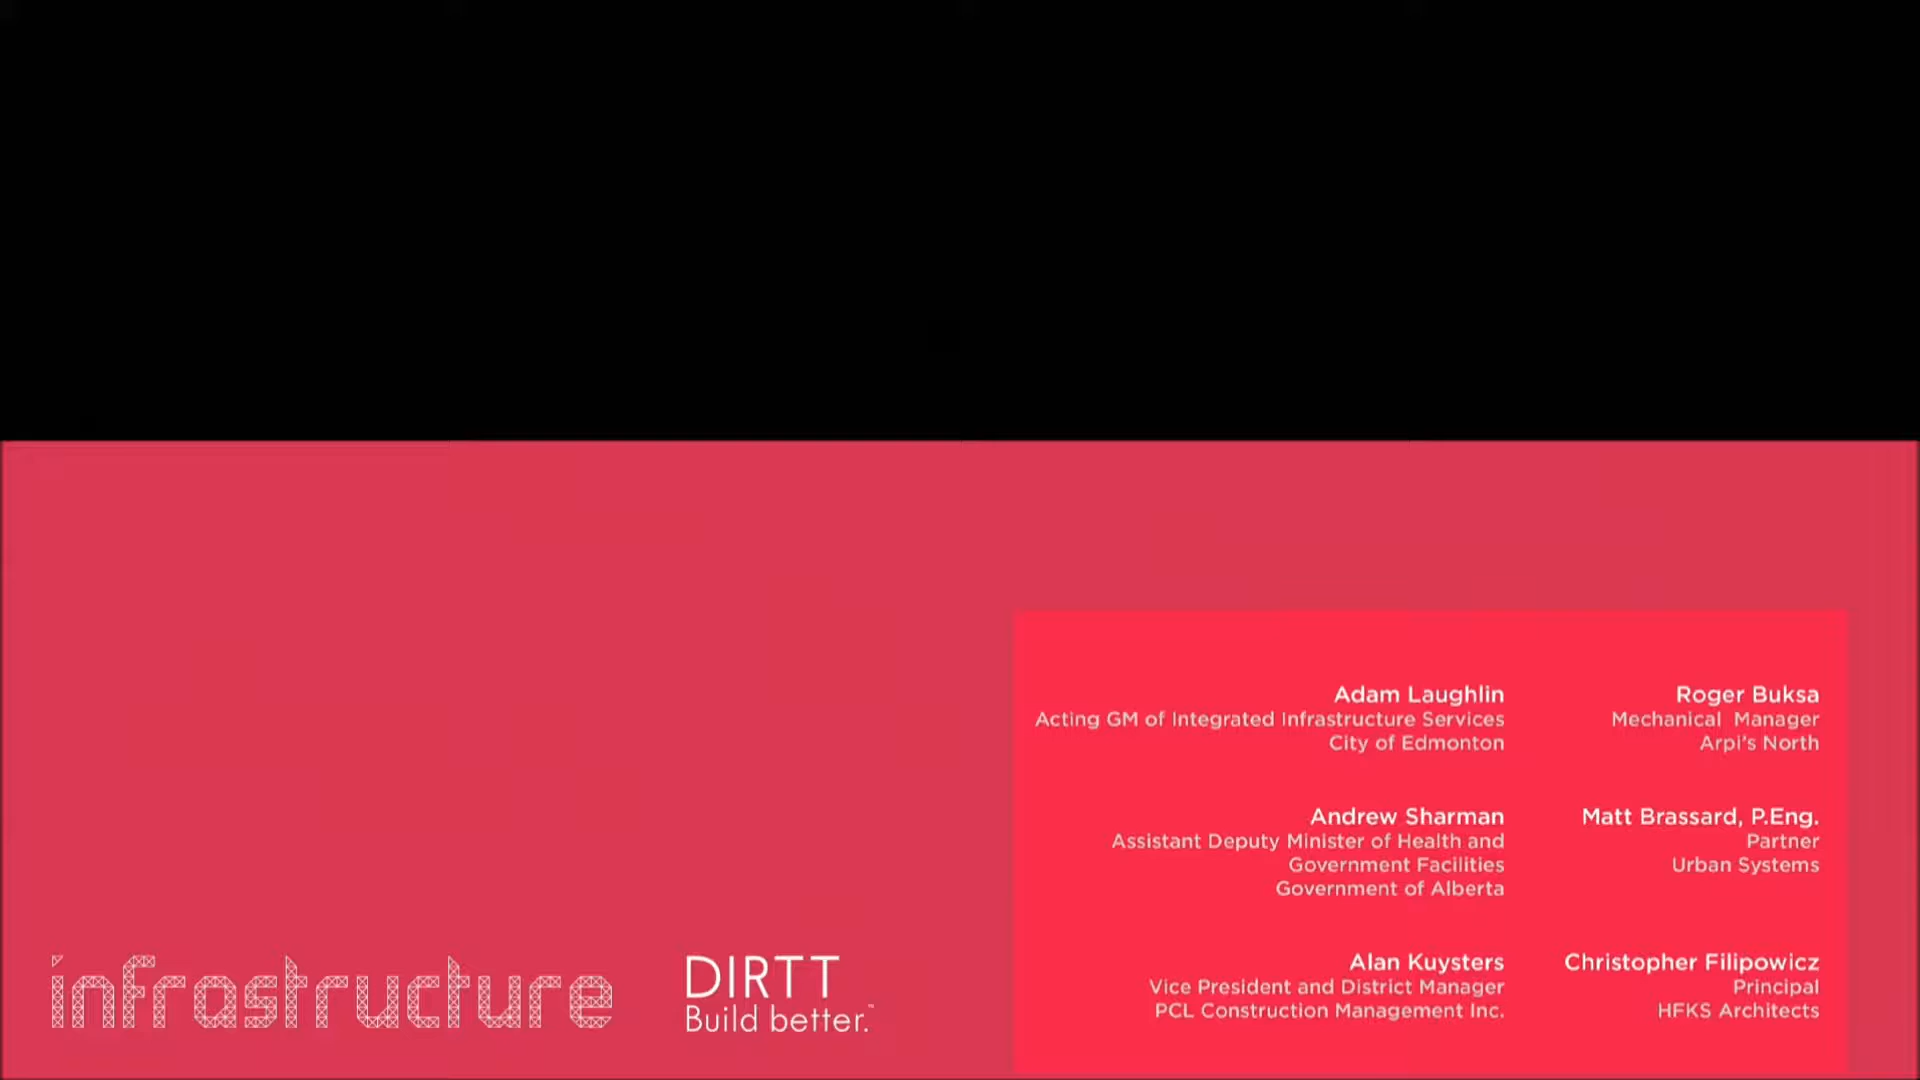 Adam Laughlin
Acting GM of Integrated Infrastructure Services
City of Edmonton
Roger Buksa
Mechanical Manager
Arpi's North
Andrew Sharman
Assistant Deputy Minister of Health and
Government Facilities
Government of Alberta
Matt Brassard, P.Eng.
Partner
Urban Systems
Alan Kuysters
Vice President and District Manager
PCL Construction Management Inc.
Christopher Filipowicz
Principal
HFKS Architects
infrastructure
DIRTT
Build better.™